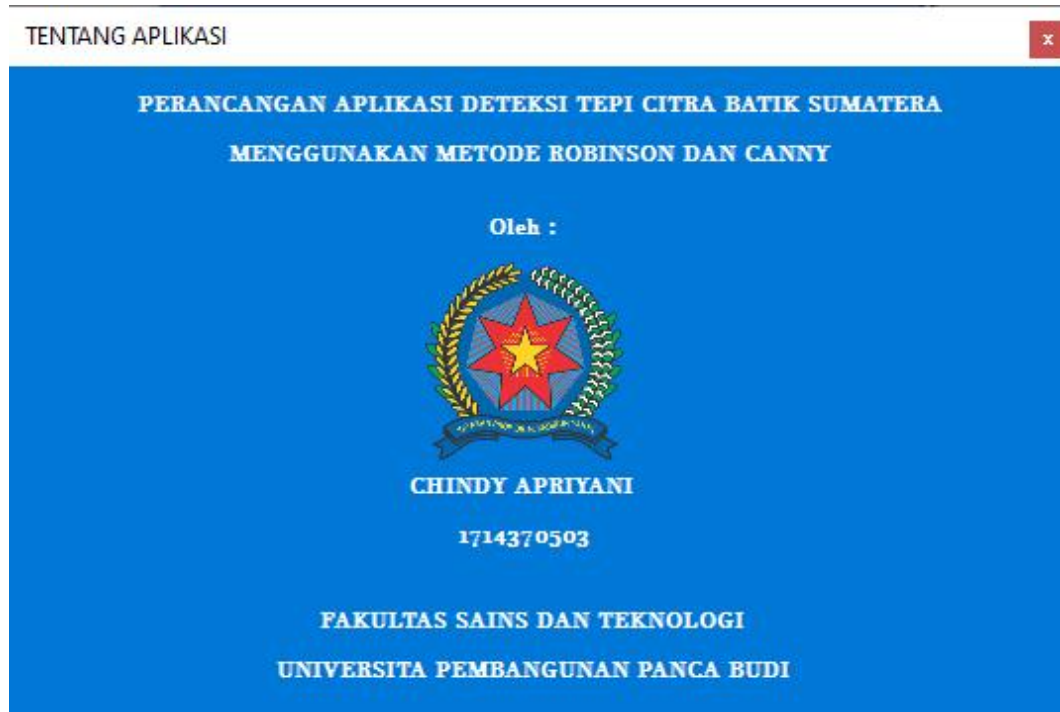 TENTANG APLIKASI
x
PERANCANGAN APLIKASI DETEKSI TEPI CITRA BATIK SUMATERA
MENGGUNAKAN METODE ROBINSON DAN CANNY
Oleh :
CHINDY APRIYANI
1714370503
FAKULTAS SAINS DAN TEKNOLOGI
UNIVERSITA PEMBANGUNAN PANCA BUDI